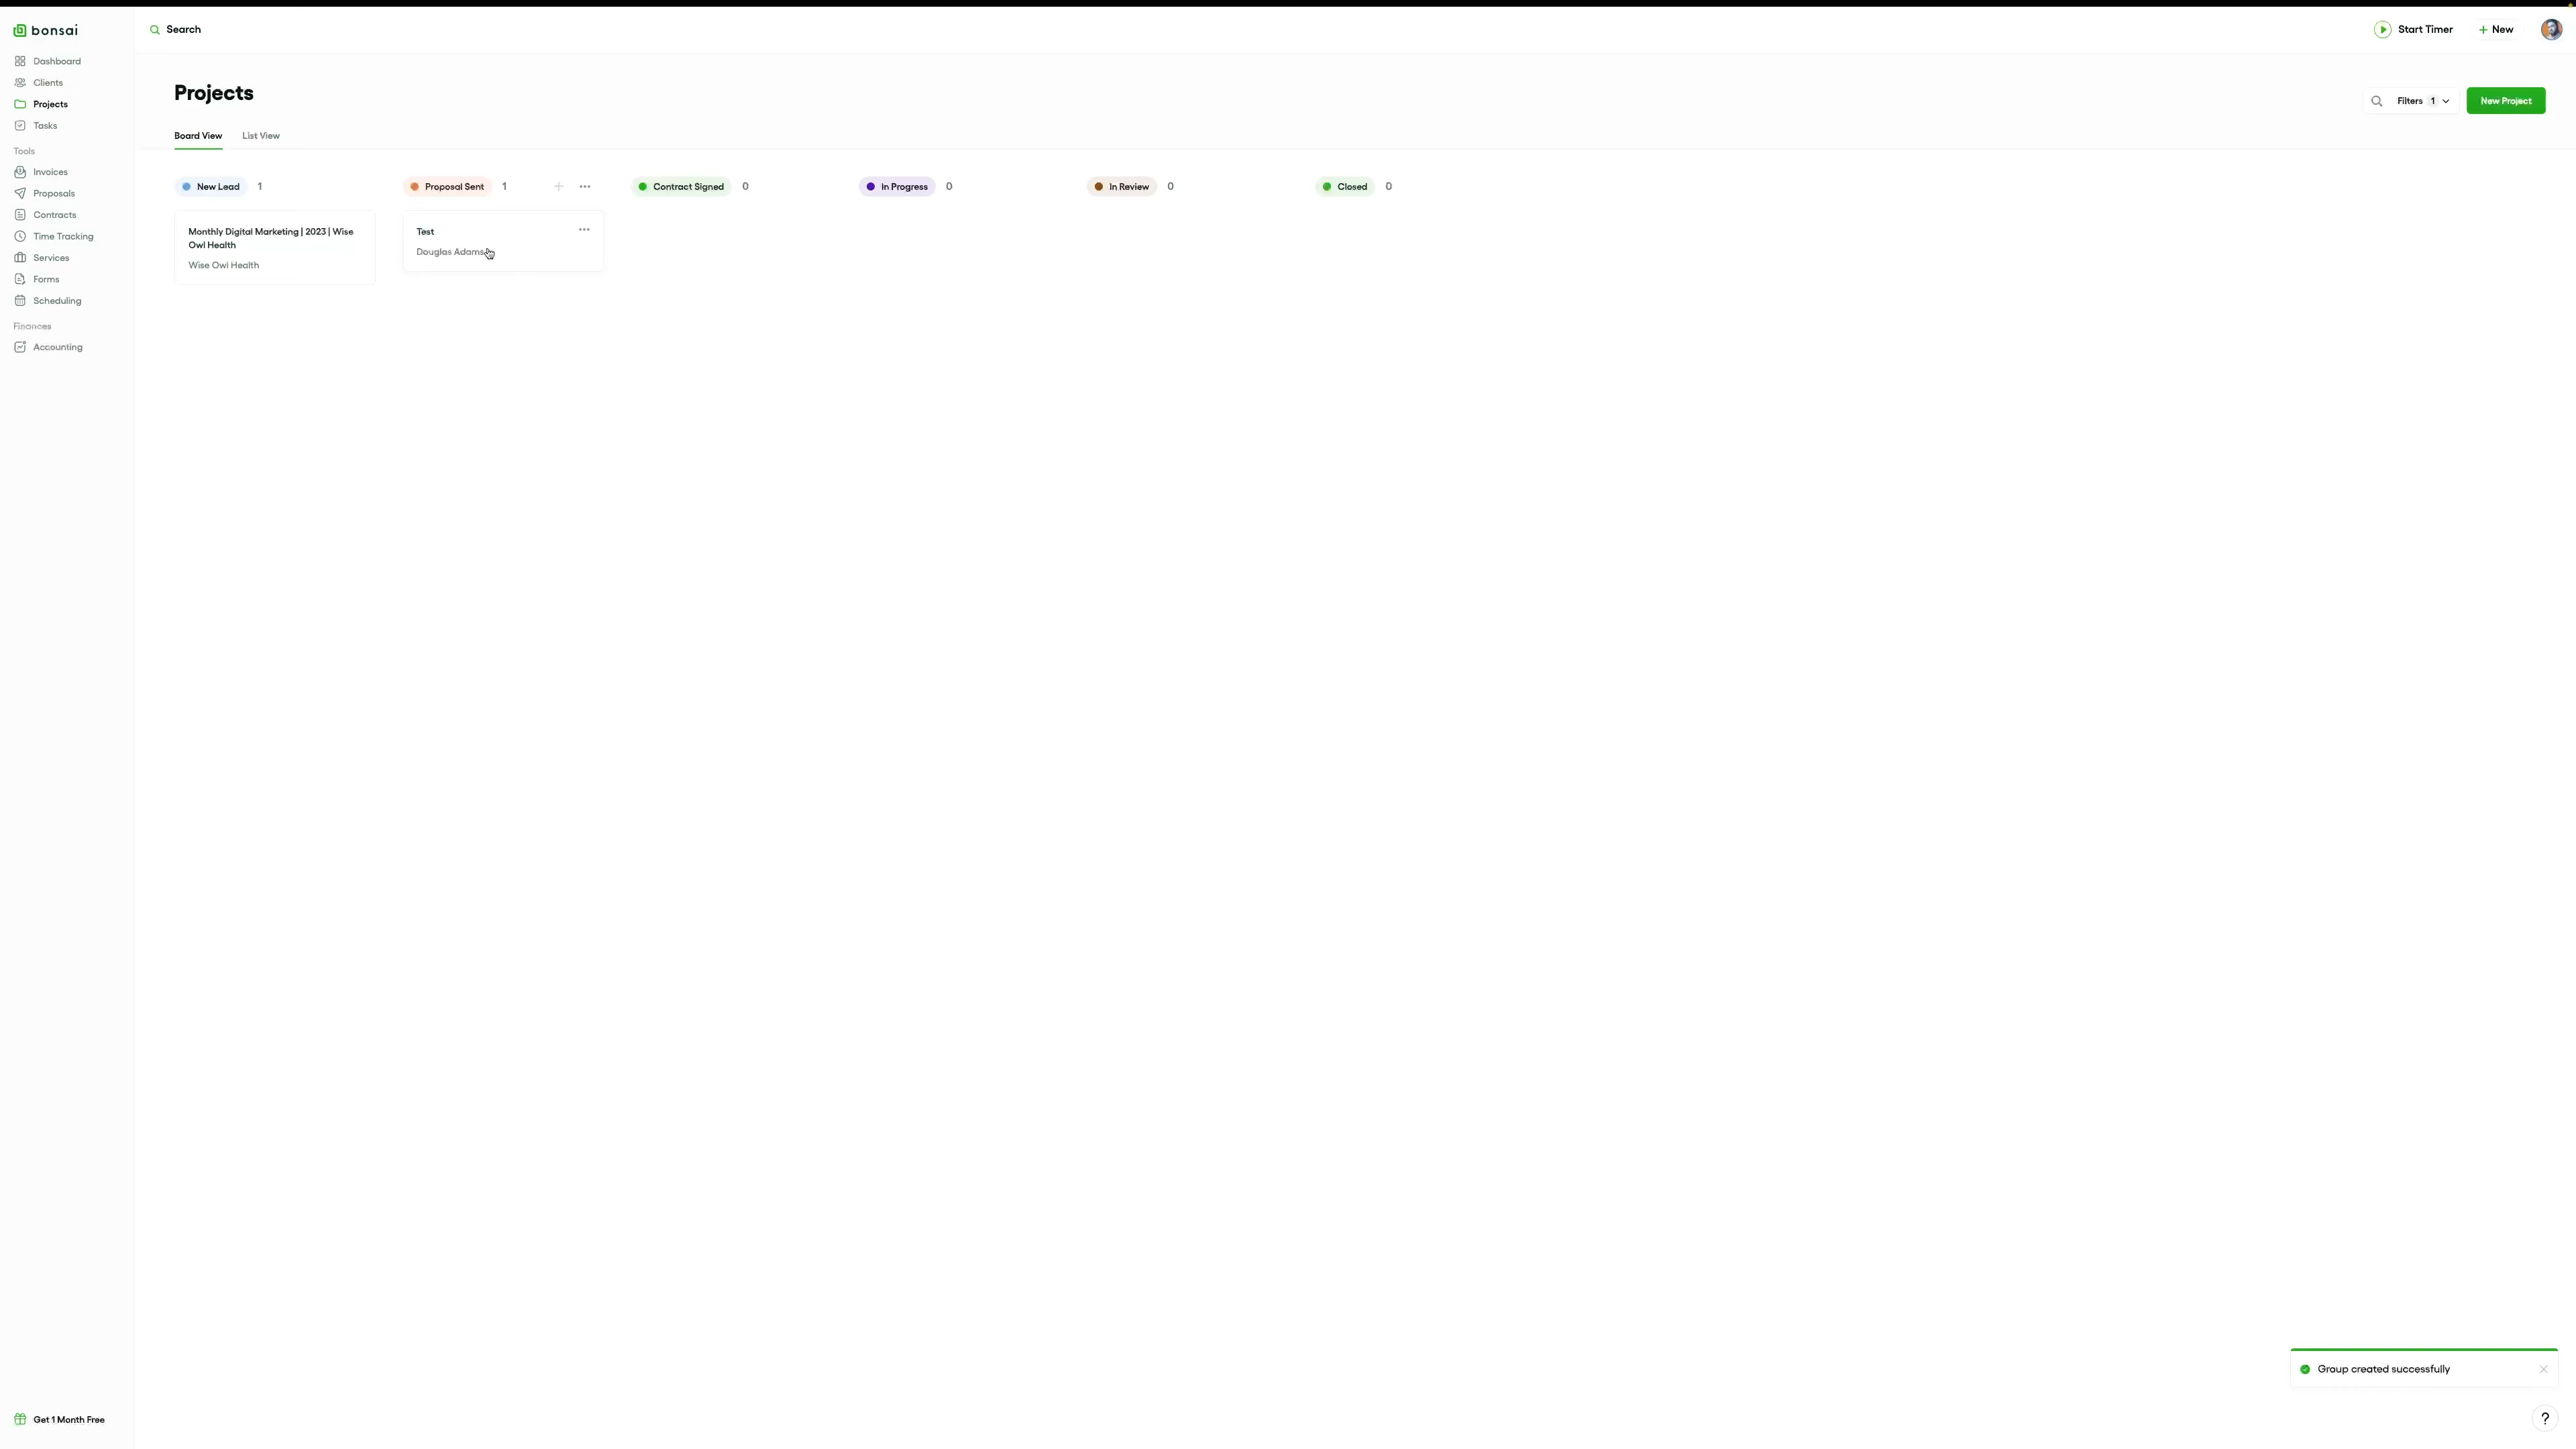 bonsai
Search
Start Timer
New
Dashboard
Clients
Projects
Tasks
Tools
Invoices
Proposals
Contracts
Time Tracking
Services
Forms
Scheduling
Finances
Accounting
Projects
Filters 1
New Project
Board View
List View
New Lead 1
Proposal Sent 1
Contract Signed 0
In Progress 0
In Review 0
Closed 0
Monthly Digital Marketing | 2023 | Wise
Owl Health
Wise Owl Health
Test
Douglas Adams
Group created successfully
Get 1 Month Free
?